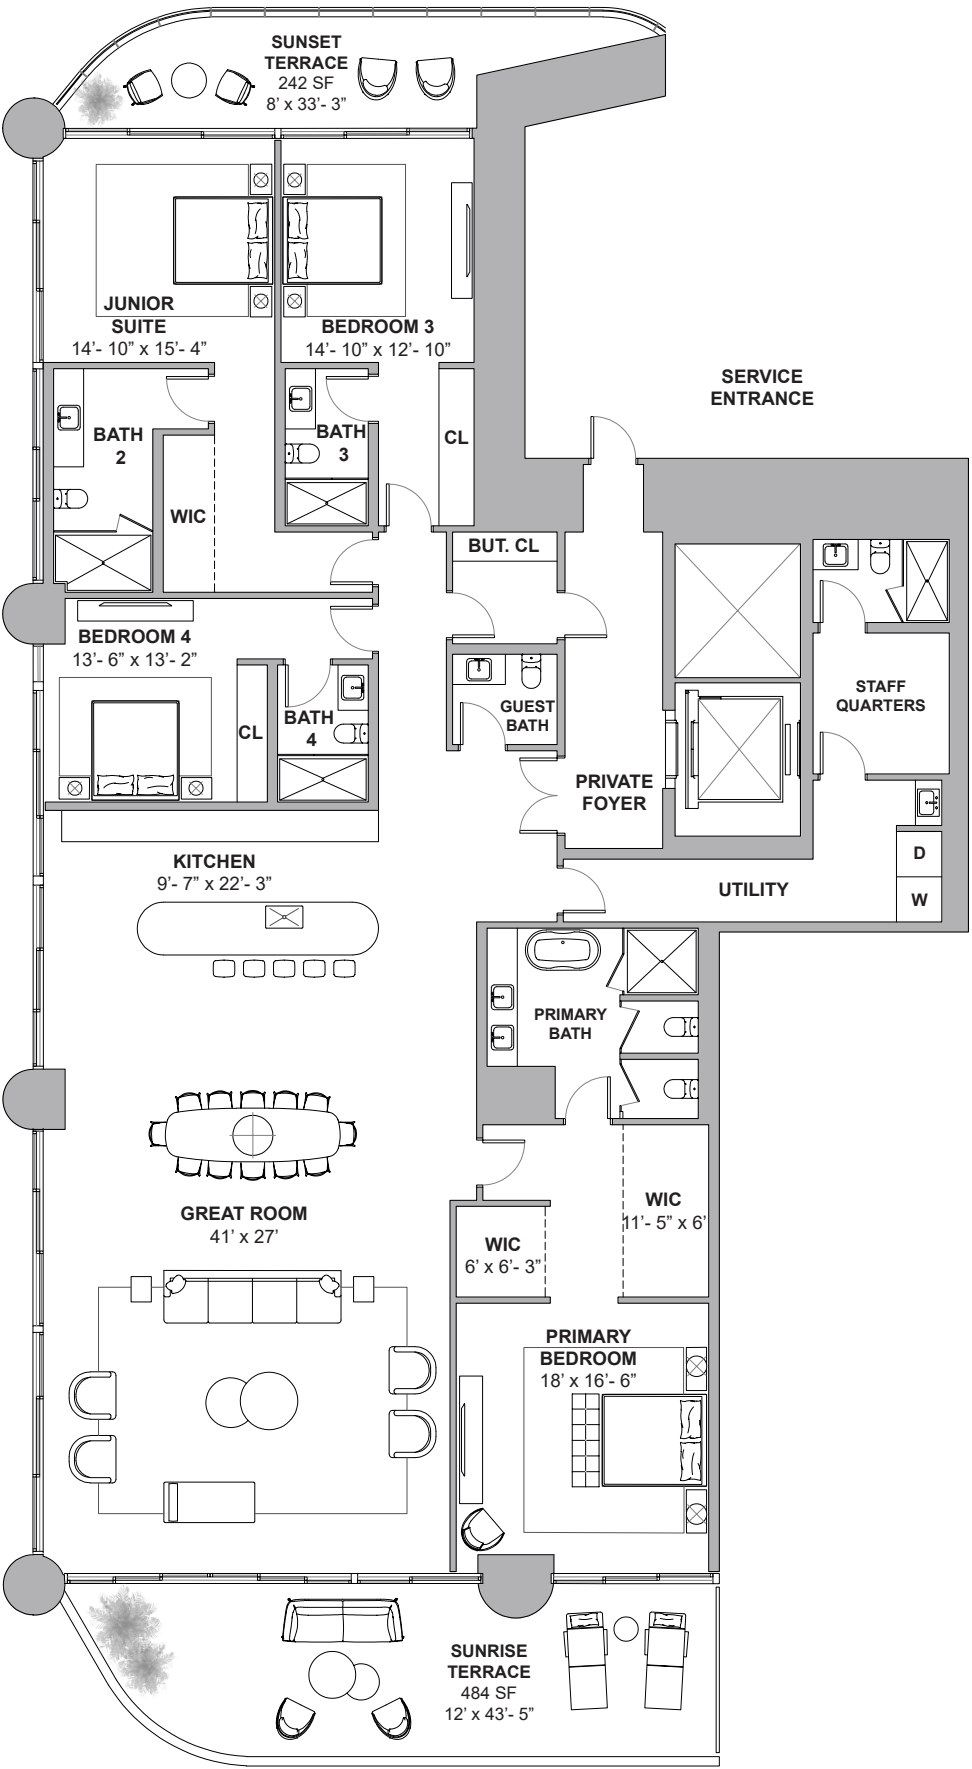 SUNSET
TERRACE
242 SF
8’ x 33’- 3”
JUNIOR
SUITE
14’- 10” x 15’- 4”
BEDROOM 3
14’- 10” x 12’- 10”
SERVICE
ENTRANCE
BATH
2
BATH
3
CL
WIC
BUT. CL
BEDROOM 4
13’- 6” x 13’- 2”
STAFF
QUARTERS
GUEST
BATH
BATH
4
CL
PRIVATE
FOYER
KITCHEN
9’- 7” x 22’- 3”
D
UTILITY
W
PRIMARY
BATH
GREAT ROOM
41’ x 27’
WIC
11’- 5” x 6’
WIC
6’ x 6’- 3”
PRIMARY
BEDROOM
18’ x 16’- 6”
SUNRISE
TERRACE
484 SF
12’ x 43’- 5”